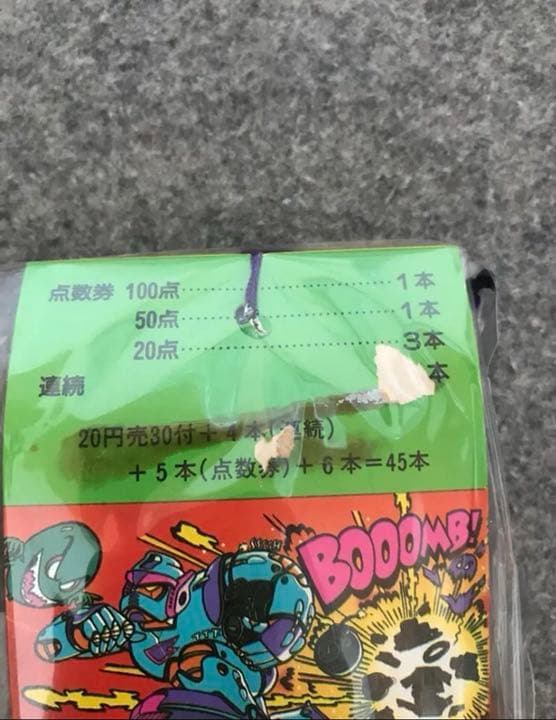 点数券 100点 1本
50点 1本
20点 3本
連続 本
20円売30付+4本(連続)
+5本(点数券)+6本=45本
BOOOMB!